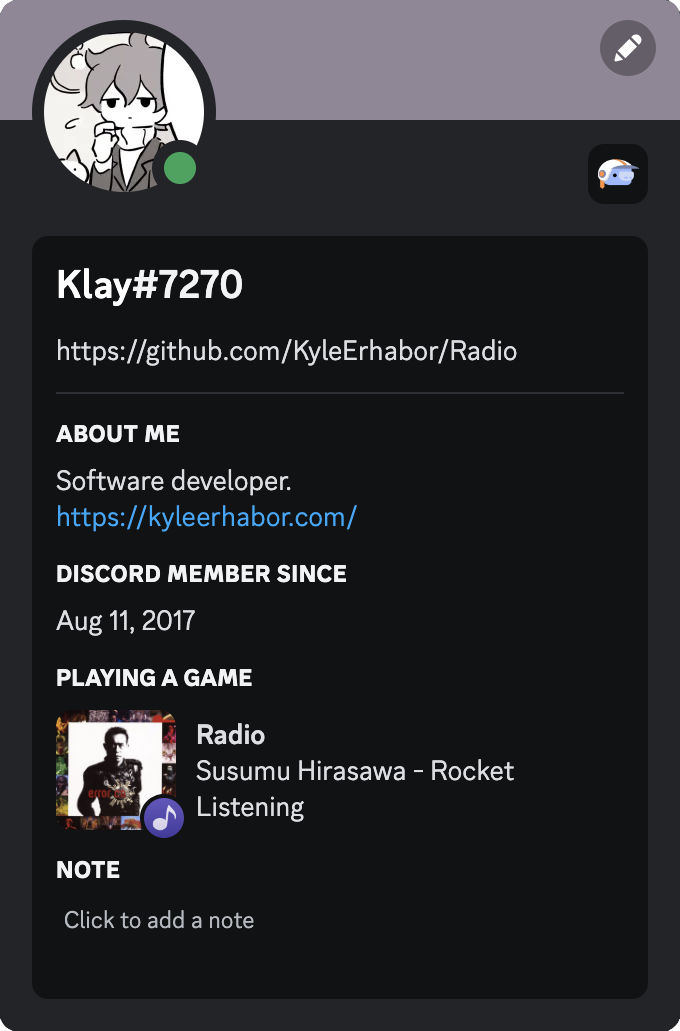 Klay#7270
https://github.com/KyleErhabor/Radio
ABOUT ME
Software developer.
https://kyleerhabor.com/
DISCORD MEMBER SINCE
Aug 11, 2017
PLAYING A GAME
Radio
Susumu Hirasawa - Rocket
Listening
NOTE
Click to add a note